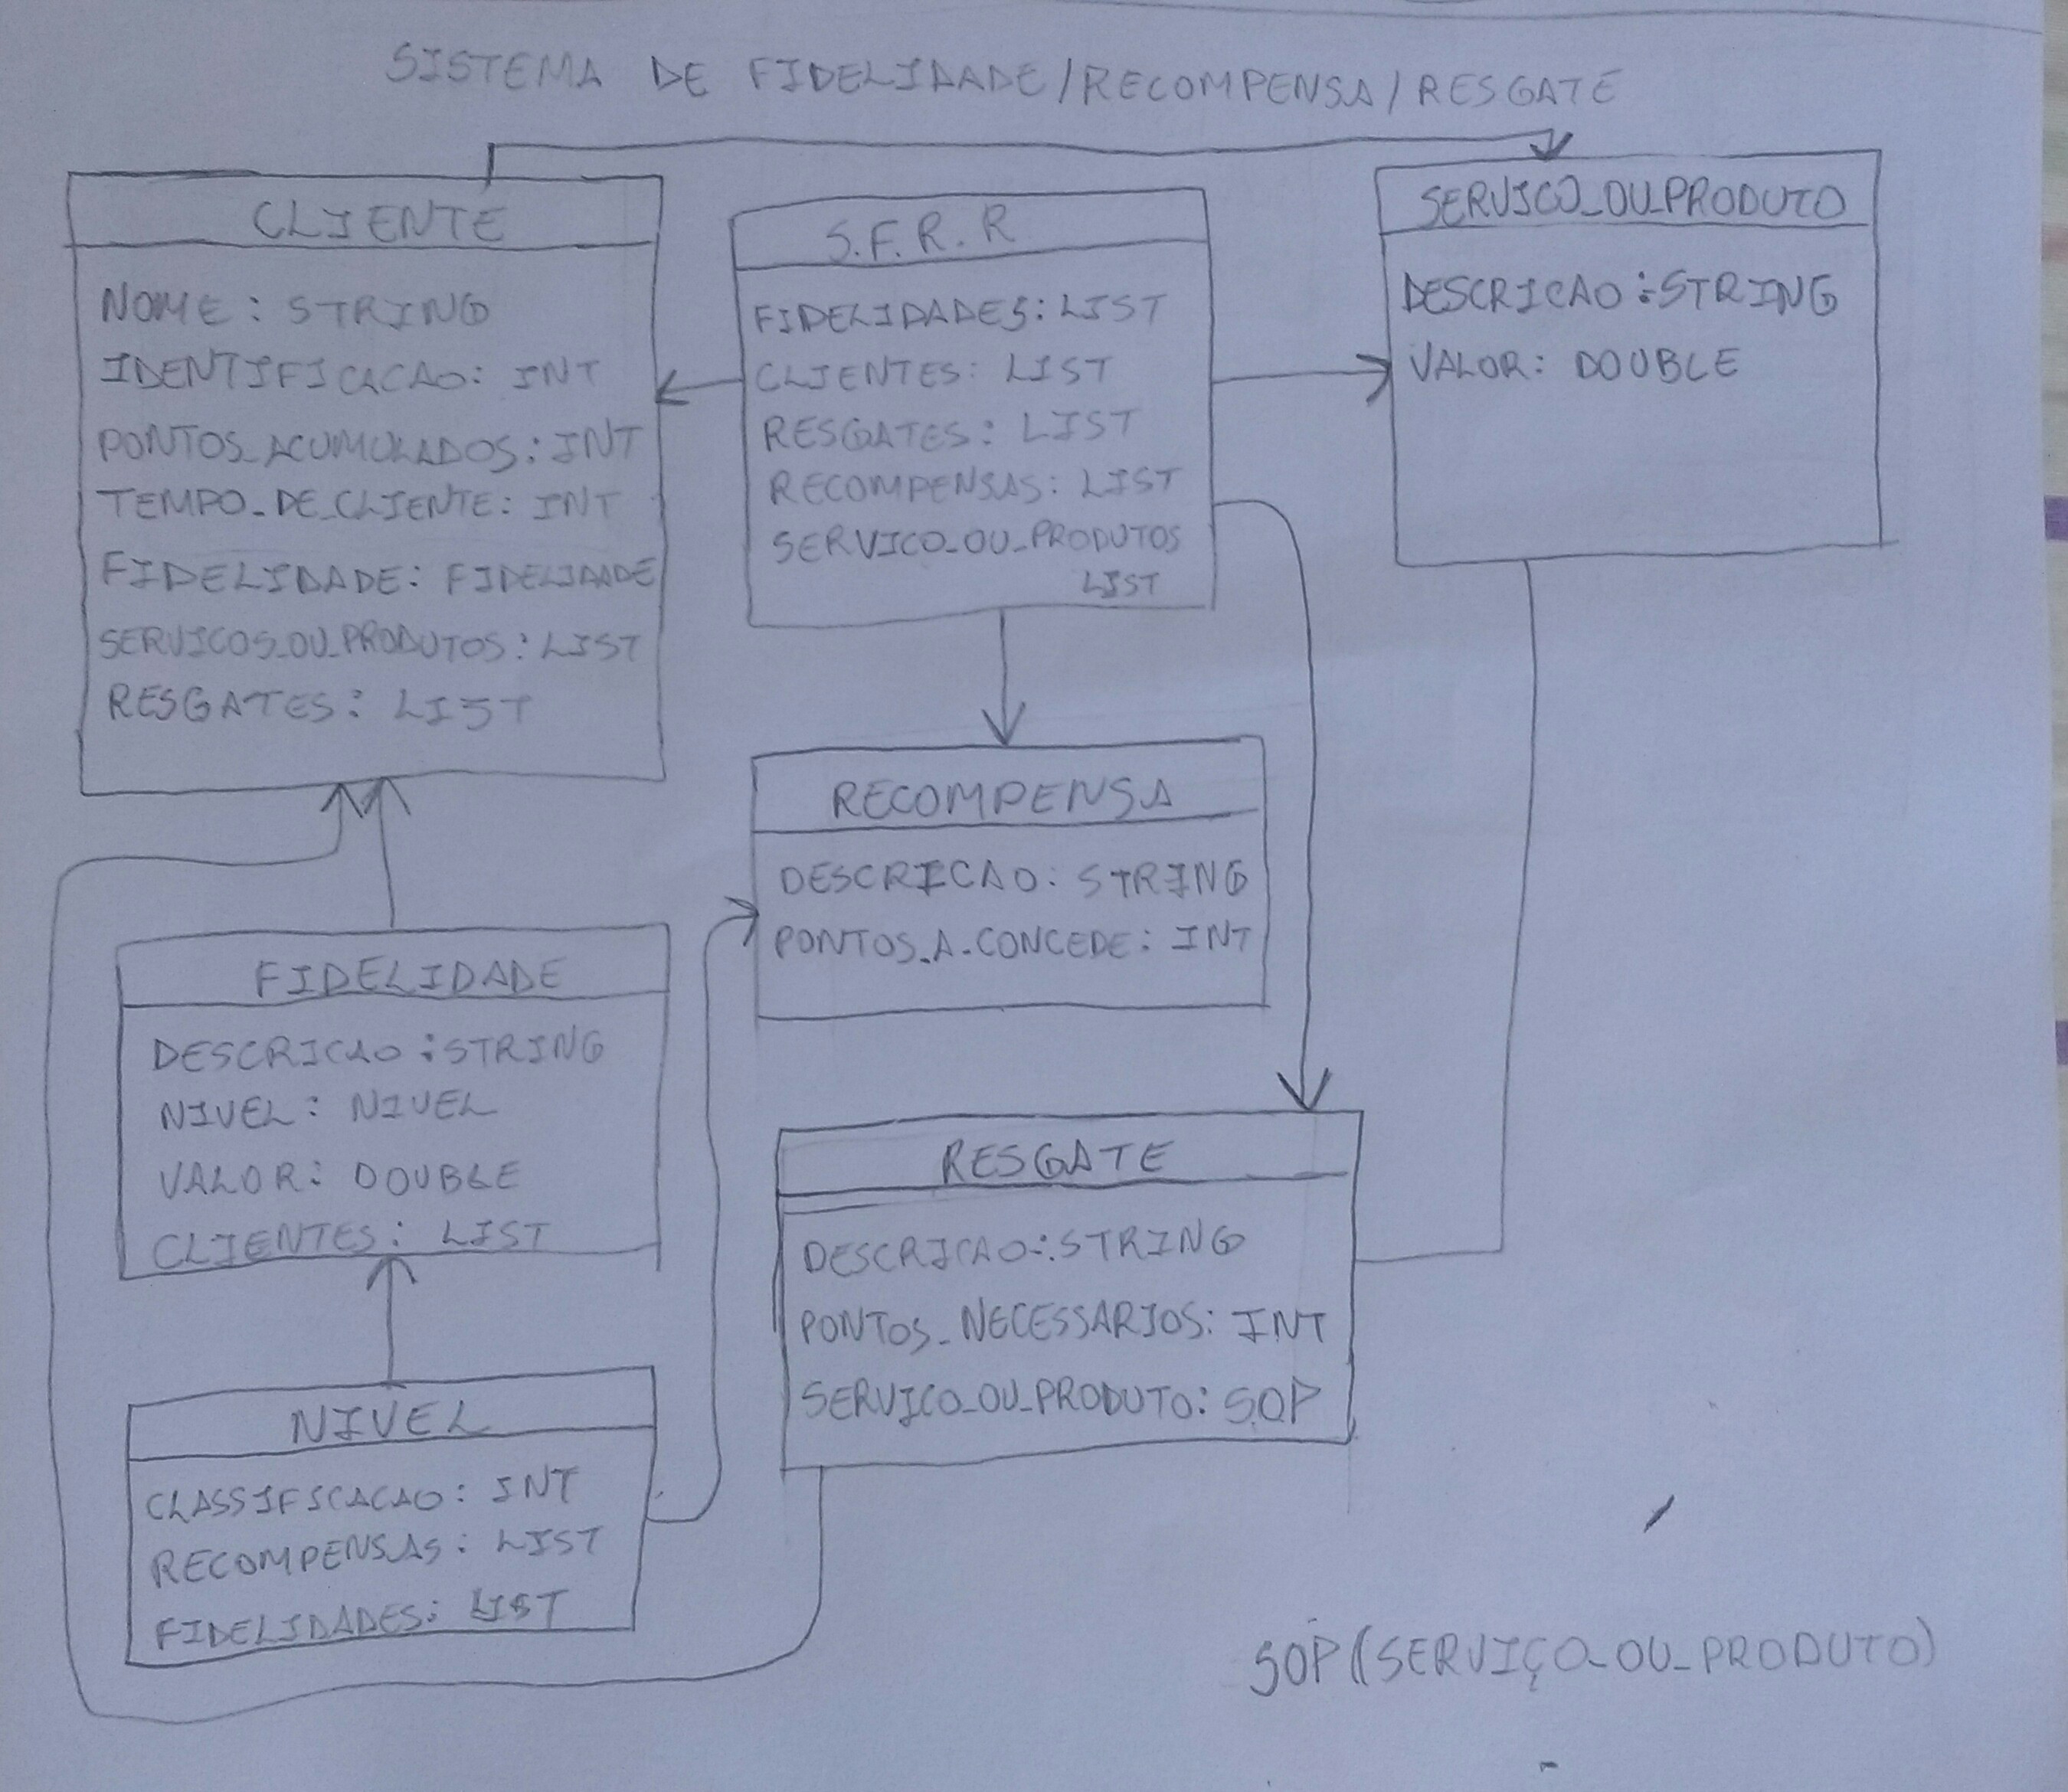 SISTEMA DE FIDELIDADE/RECOMPENSA/RESGATE
CLIENTE
NOME: STRING
IDENTIFICACAO: INT
PONTOS_ACUMULADOS: INT
TEMPO_DE_CLIENTE: INT
FIDELIDADE: FIDELIDADE
SERVICOS_OU_PRODUTOS: LIST
RESGATES: LIST
S.F.R.R
FIDELIDADES: LIST
CLIENTES: LIST
RESGATES: LIST
RECOMPENSAS: LIST
SERVICO_OU_PRODUTOS
LIST
SERVICO_OU_PRODUTO
DESCRICAO: STRING
VALOR: DOUBLE
RECOMPENSA
DESCRICAO: STRING
PONTOS_A_CONCEDE: INT
FIDELIDADE
DESCRICAO: STRING
NIVEL: NIVEL
VALOR: DOUBLE
CLIENTES: LIST
RESGATE
DESCRICAO: STRING
PONTOS_NECESSARIOS: INT
SERVICO_OU_PRODUTO: SOP
NIVEL
CLASSIFICACAO: INT
RECOMPENSAS: LIST
FIDELIDADES: LIST
SOP (SERVIÇO_OU_PRODUTO)